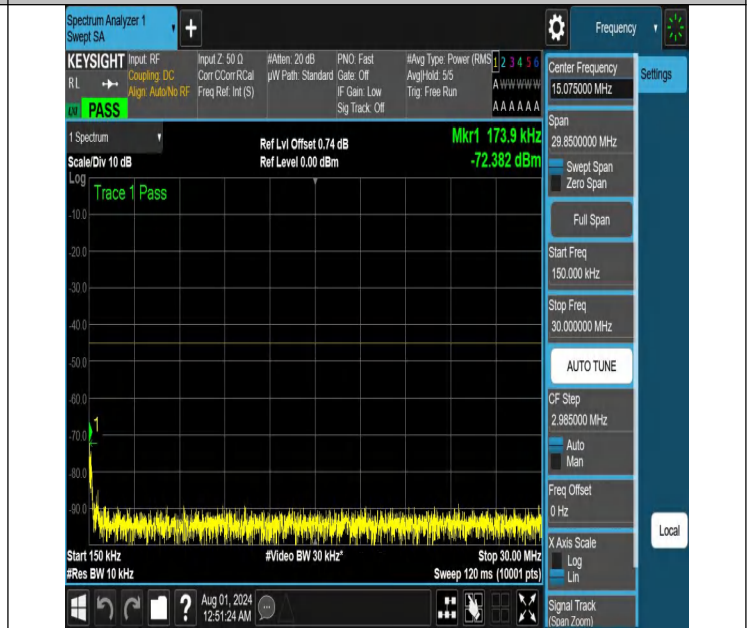 Spectrum Analyzer 1
Swept SA
Frequency
KEYSIGHT
RL
PASS
Input: RF
Coupling: DC
Align: Auto/No RF
Input Z: 50 Ω
Corr CCorr RCal
Freq Ref: Int (S)
#Atten: 20 dB
µW Path: Standard
PNO: Fast
Gate: Off
IF Gain: Low
Sig Track: Off
#Avg Type: Power (RMS
Avg|Hold: 5/5
Trig: Free Run
1 2 3 4 5 6
A W W W W W
A A A A A A
1 Spectrum
Scale/Div 10 dB
Ref Lvl Offset 0.74 dB
Ref Level 0.00 dBm
Mkr1 173.9 kHz
-72.382 dBm
Log
Trace 1 Pass
-10.0
-20.0
-30.0
-40.0
-50.0
-60.0
-70.0
-80.0
-90.0
1
Start 150 kHz
#Res BW 10 kHz
#Video BW 30 kHz*
Stop 30.00 MHz
Sweep 120 ms (10001 pts)
Aug 01, 2024
12:51:24 AM
Center Frequency
15.075000 MHz
Span
29.8500000 MHz
Swept Span
Zero Span
Full Span
Start Freq
150.000 kHz
Stop Freq
30.000000 MHz
AUTO TUNE
CF Step
2.985000 MHz
Auto
Man
Freq Offset
0 Hz
X Axis Scale
Log
Lin
Signal Track
(Span Zoom)
Settings
Local